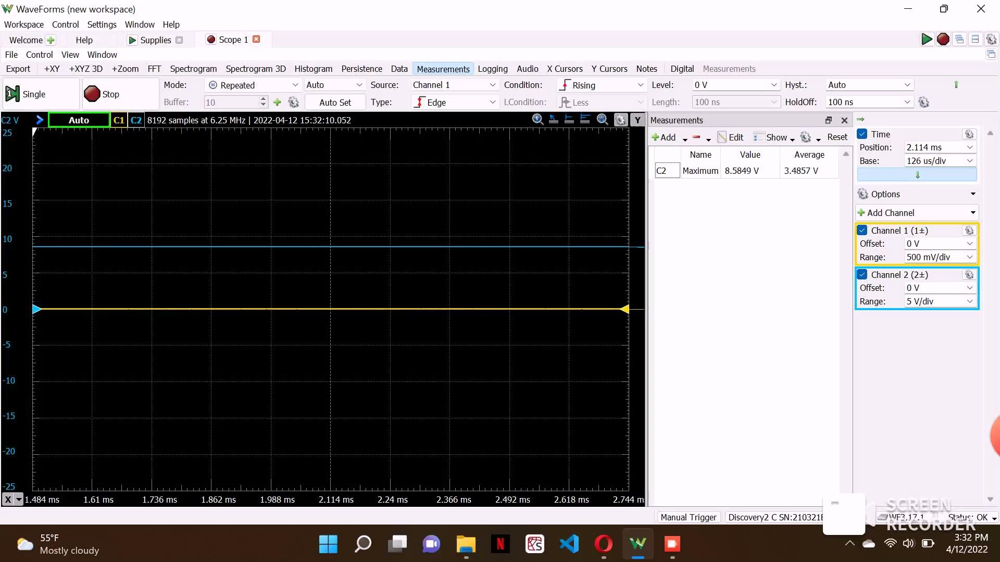 WaveForms (new workspace)
Workspace Control Settings Window Help
Welcome Help Supplies Scope 1
File Control View Window
Export +XY +XYZ 3D +Zoom FFT Spectrogram Spectrogram 3D Histogram Persistence Data Measurements Logging Audio X Cursors Y Cursors Notes Digital Measurements
Single Stop Mode: Repeated Auto Source: Channel 1 Condition: Rising Level: 0 V Hyst.: Auto
Buffer: 10 Auto Set Type: Edge LCondition: Less Length: 100 ns HoldOff: 100 ns
C2 V Auto C1 C2 8192 samples at 6.25 MHz | 2022-04-12 15:32:10.052 Y
25
20
15
10
5
0
-5
-10
-15
-20
-25
X 1.484 ms 1.61 ms 1.736 ms 1.862 ms 1.988 ms 2.114 ms 2.24 ms 2.366 ms 2.492 ms 2.618 ms 2.744 m
Measurements
Add Edit Show Reset
Name Value Average
C2 Maximum 8.5849 V 3.4857 V
Time
Position: 2.114 ms
Base: 126 us/div
Options
Add Channel
Channel 1 (1±)
Offset: 0 V
Range: 500 mV/div
Channel 2 (2±)
Offset: 0 V
Range: 5 V/div
Manual Trigger Discovery2 C SN:210321 WF3.17.1 Status: OK
SCREEN
RECORDER
55°F
Mostly cloudy
3:32 PM
4/12/2022